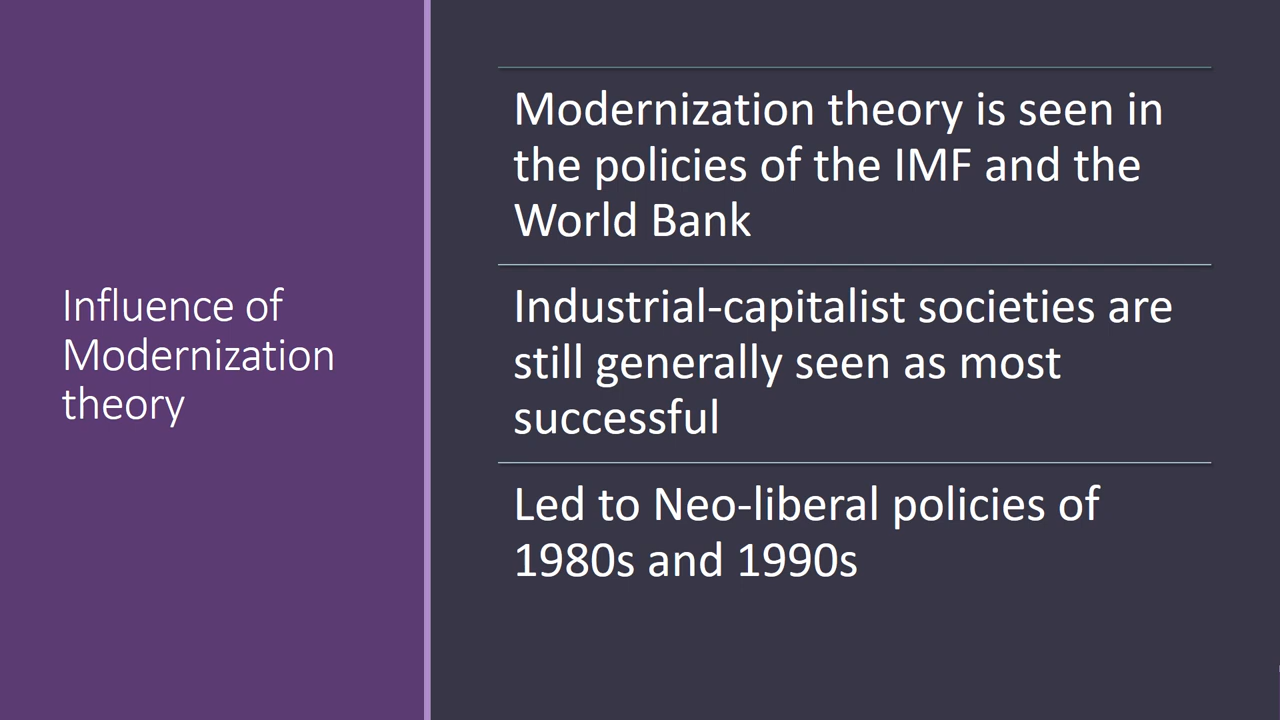 Influence of
Modernization
theory
Modernization theory is seen in
the policies of the IMF and the
World Bank
Industrial-capitalist societies are
still generally seen as most
successful
Led to Neo-liberal policies of
1980s and 1990s